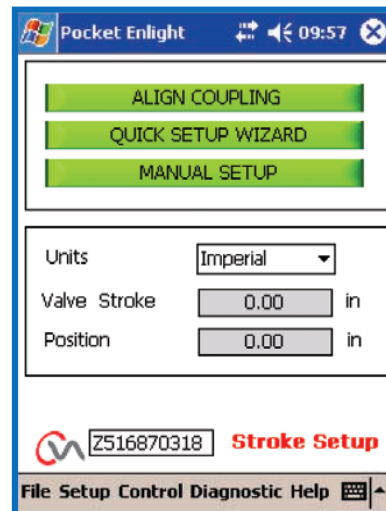 Pocket Enlight 09:57
ALIGN COUPLING
QUICK SETUP WIZARD
MANUAL SETUP
Units Imperial
Valve Stroke 0.00 in
Position 0.00 in
Z516870318 Stroke Setup
File Setup Control Diagnostic Help